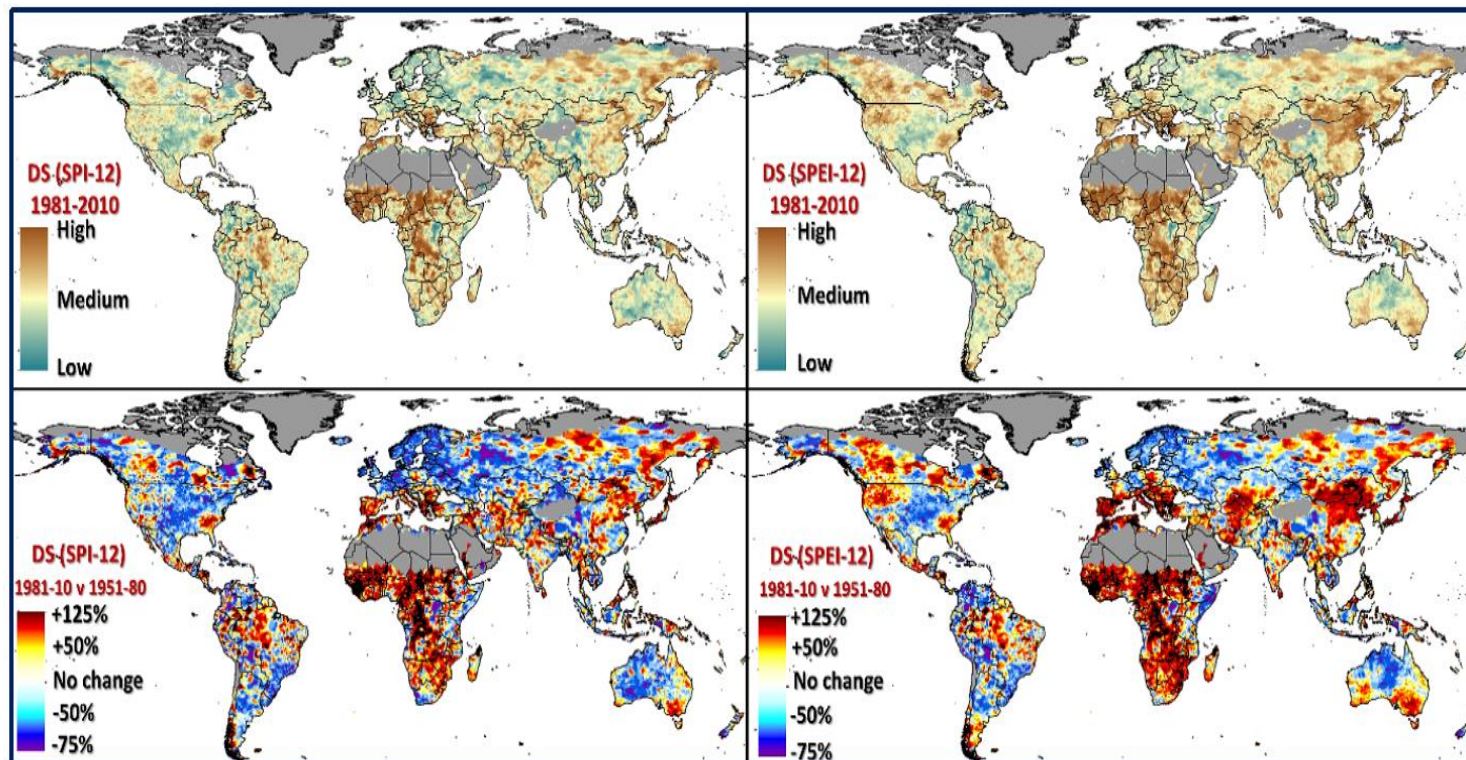 DS (SPI-12)
1981-2010
High
Medium
Low
DS (SPEI-12)
1981-2010
High
Medium
Low
DS (SPI-12)
1981-10 v 1951-80
+125%
+50%
No change
-50%
-75%
DS (SPEI-12)
1981-10 v 1951-80
+125%
+50%
No change
-50%
-75%